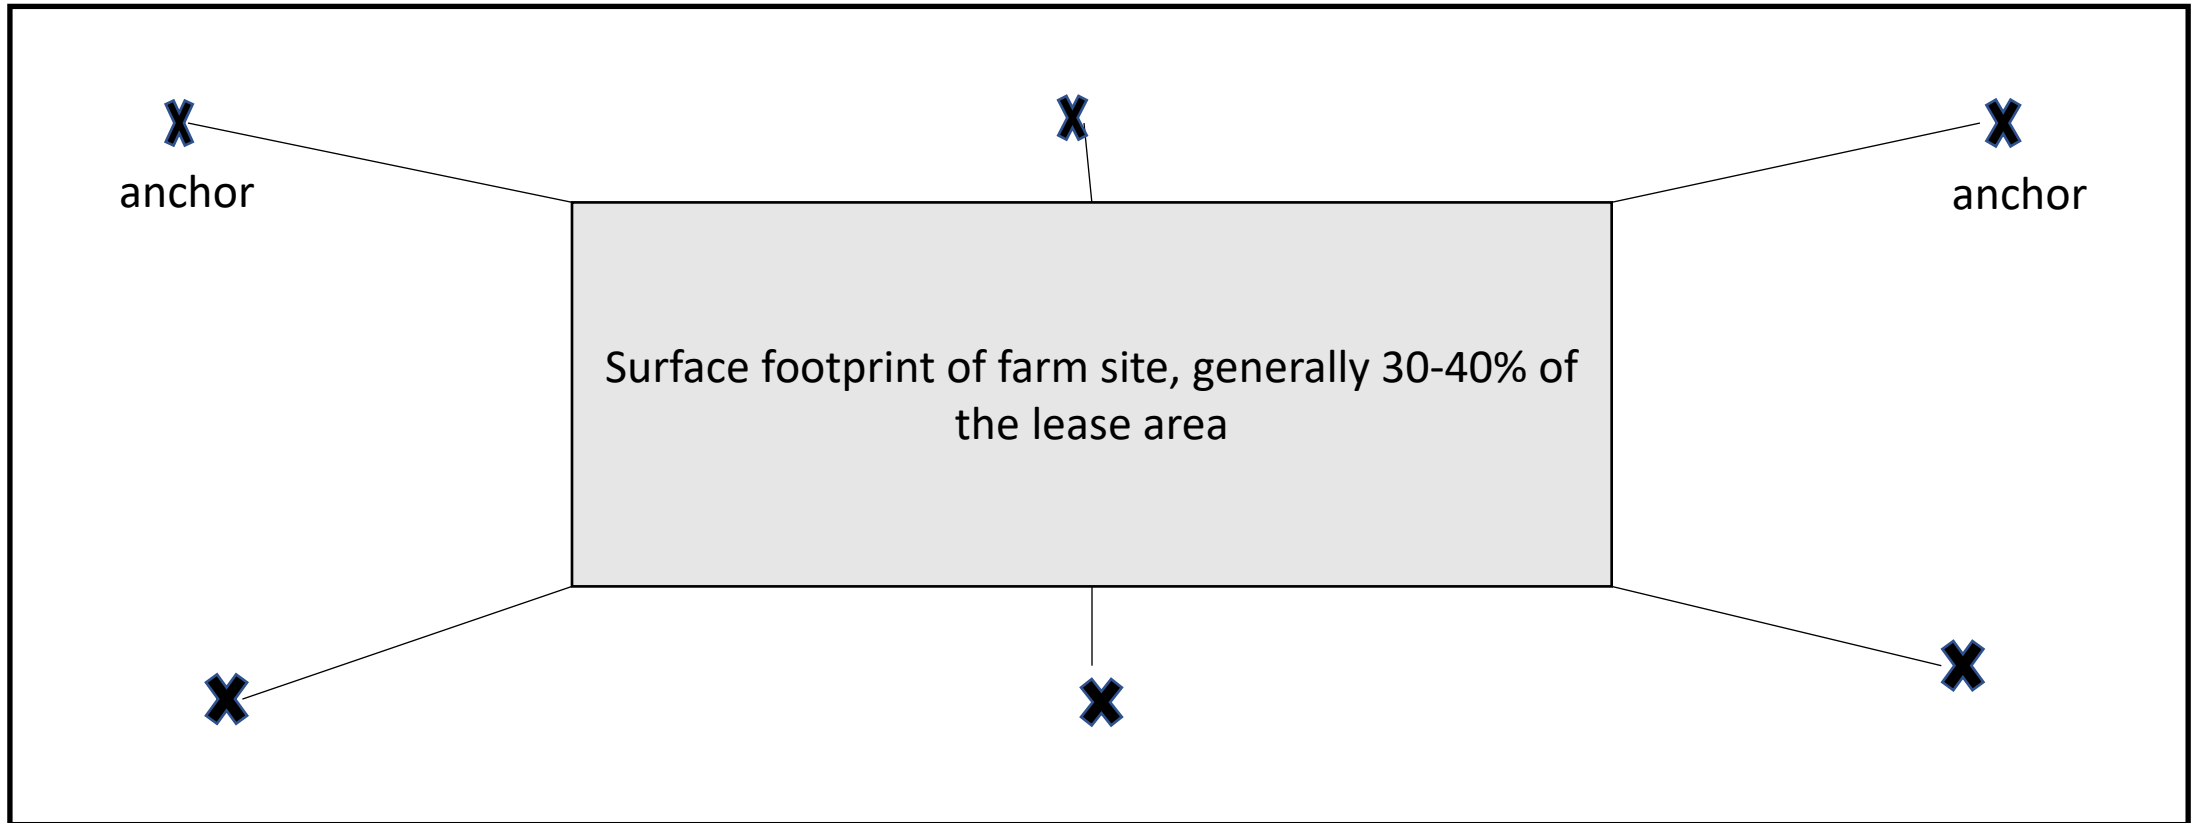 anchor
anchor
Surface footprint of farm site, generally 30-40% of
the lease area